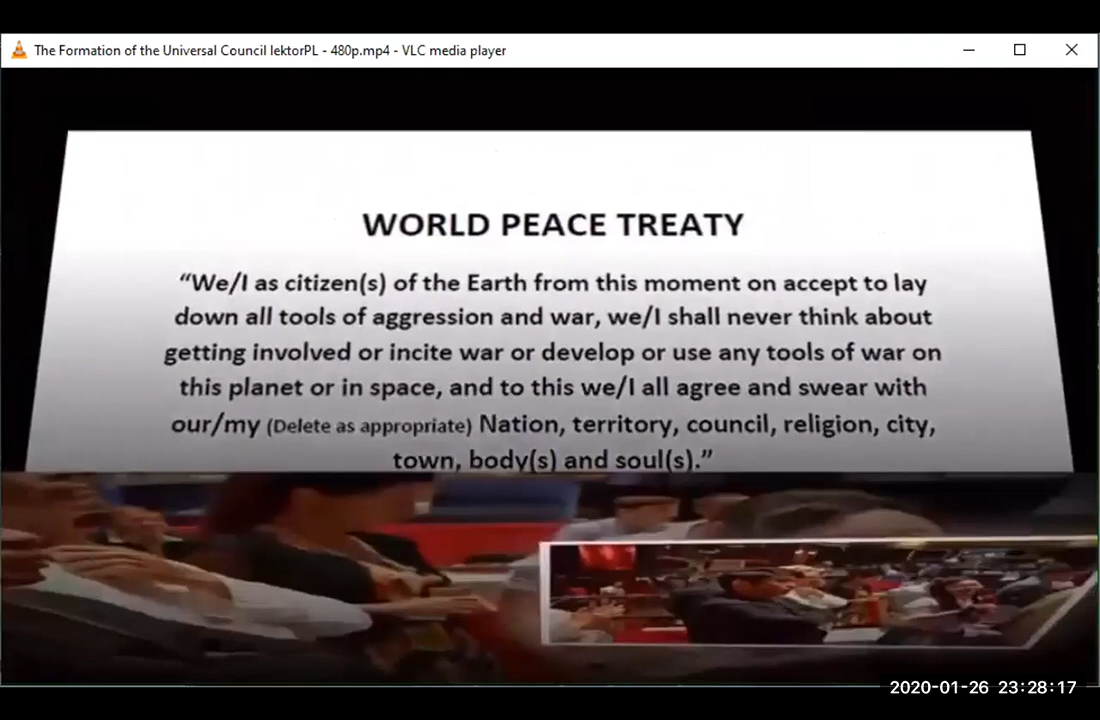 The Formation of the Universal Council lektorPL - 480p.mp4 - VLC media player
WORLD PEACE TREATY
“We/I as citizen(s) of the Earth from this moment on accept to lay
down all tools of aggression and war, we/I shall never think about
getting involved or incite war or develop or use any tools of war on
this planet or in space, and to this we/I all agree and swear with
our/my (Delete as appropriate) Nation, territory, council, religion, city,
town, body(s) and soul(s).”
2020-01-26 23:28:17